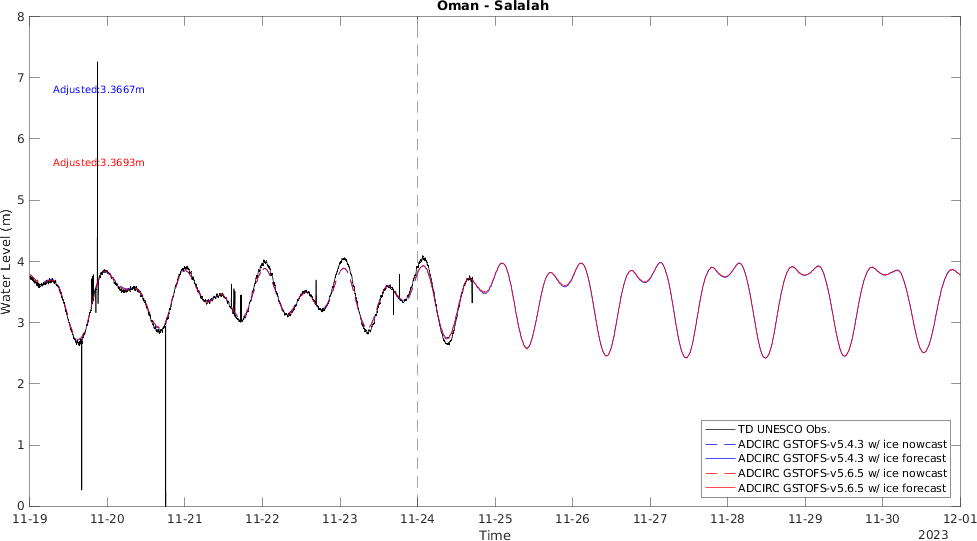 Oman - Salalah
8
7
6
5
4
3
2
1
0
Water Level (m)
Adjusted:3.3667m
Adjusted:3.3693m
TD UNESCO Obs.
ADCIRC GSTOFS-v5.4.3 w/ ice nowcast
ADCIRC GSTOFS-v5.4.3 w/ ice forecast
ADCIRC GSTOFS-v5.6.5 w/ ice nowcast
ADCIRC GSTOFS-v5.6.5 w/ ice forecast
11-19 11-20 11-21 11-22 11-23 11-24 11-25 11-26 11-27 11-28 11-29 11-30 12-01
Time
2023